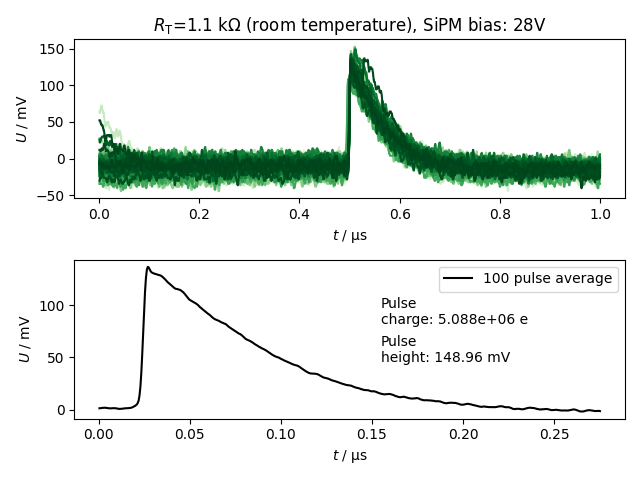 R_T=1.1 kΩ (room temperature), SiPM bias: 28V
150
100
50
0
−50
U / mV
0.0 0.2 0.4 0.6 0.8 1.0
t / μs
100 pulse average
Pulse
charge: 5.088e+06 e
Pulse
height: 148.96 mV
100
50
0
U / mV
0.00 0.05 0.10 0.15 0.20 0.25
t / μs